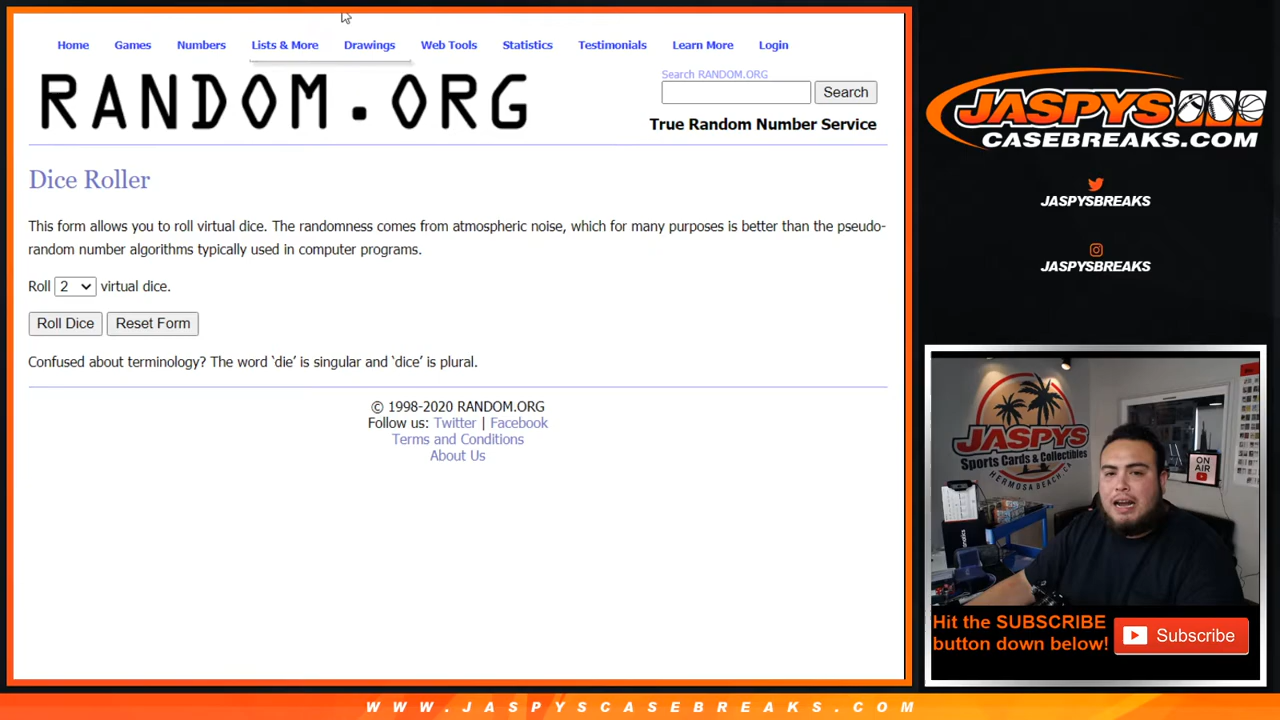 Home Games Numbers Lists & More Drawings Web Tools Statistics Testimonials Learn More Login
RANDOM.ORG
Search RANDOM.ORG
Search
True Random Number Service
Dice Roller
This form allows you to roll virtual dice. The randomness comes from atmospheric noise, which for many purposes is better than the pseudo-
random number algorithms typically used in computer programs.
Roll 2 virtual dice.
Roll Dice Reset Form
Confused about terminology? The word ‘die’ is singular and ‘dice’ is plural.
© 1998-2020 RANDOM.ORG
Follow us: Twitter | Facebook
Terms and Conditions
About Us
JASPYS
CASEBREAKS.COM
JASPYSBREAKS
JASPYSBREAKS
JASPYS
Sports Cards & Collectibles
HERMOSA BEACH, CA
ON
AIR
Hit the SUBSCRIBE
button down below!
Subscribe
WWW.JASPYSCASEBREAKS.COM